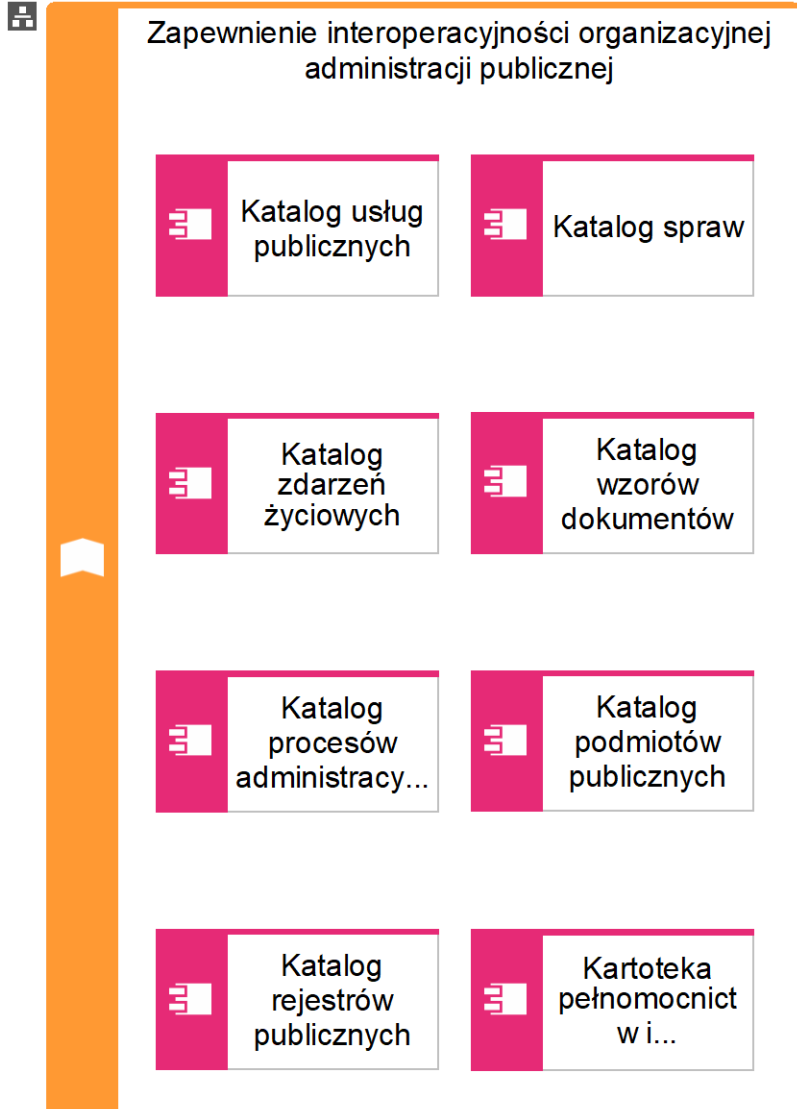 Zapewnienie interoperacyjności organizacyjnej
administracji publicznej
Katalog usług
publicznych
Katalog spraw
Katalog
zdarzeń
życiowych
Katalog
wzorów
dokumentów
Katalog
procesów
administracy...
Katalog
podmiotów
publicznych
Katalog
rejestrów
publicznych
Kartoteka
pełnomocnict
w i...